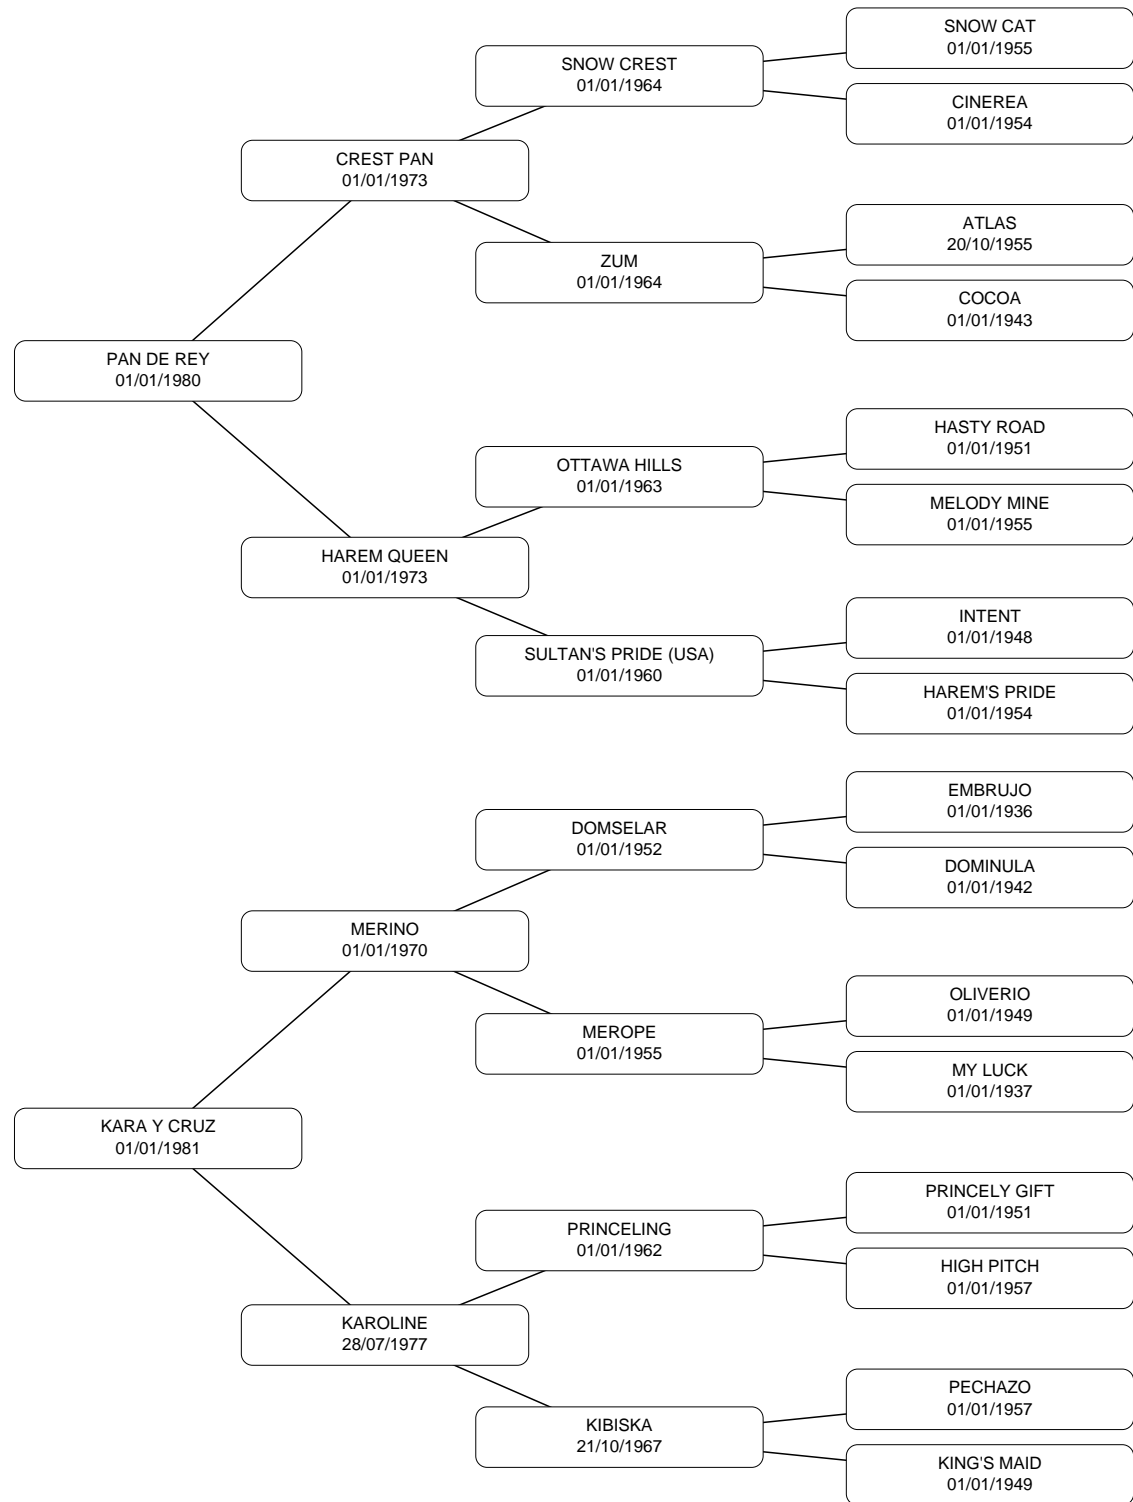 SNOW CAT
01/01/1955
SNOW CREST
01/01/1964
CINEREA
01/01/1954
CREST PAN
01/01/1973
ATLAS
20/10/1955
ZUM
01/01/1964
COCOA
01/01/1943
PAN DE REY
01/01/1980
HASTY ROAD
01/01/1951
OTTAWA HILLS
01/01/1963
MELODY MINE
01/01/1955
HAREM QUEEN
01/01/1973
INTENT
01/01/1948
SULTAN'S PRIDE (USA)
01/01/1960
HAREM'S PRIDE
01/01/1954
EMBRUJO
01/01/1936
DOMSELAR
01/01/1952
DOMINULA
01/01/1942
MERINO
01/01/1970
OLIVERIO
01/01/1949
MEROPE
01/01/1955
MY LUCK
01/01/1937
KARA Y CRUZ
01/01/1981
PRINCELY GIFT
01/01/1951
PRINCELING
01/01/1962
HIGH PITCH
01/01/1957
KAROLINE
28/07/1977
PECHAZO
01/01/1957
KIBISKA
21/10/1967
KING'S MAID
01/01/1949